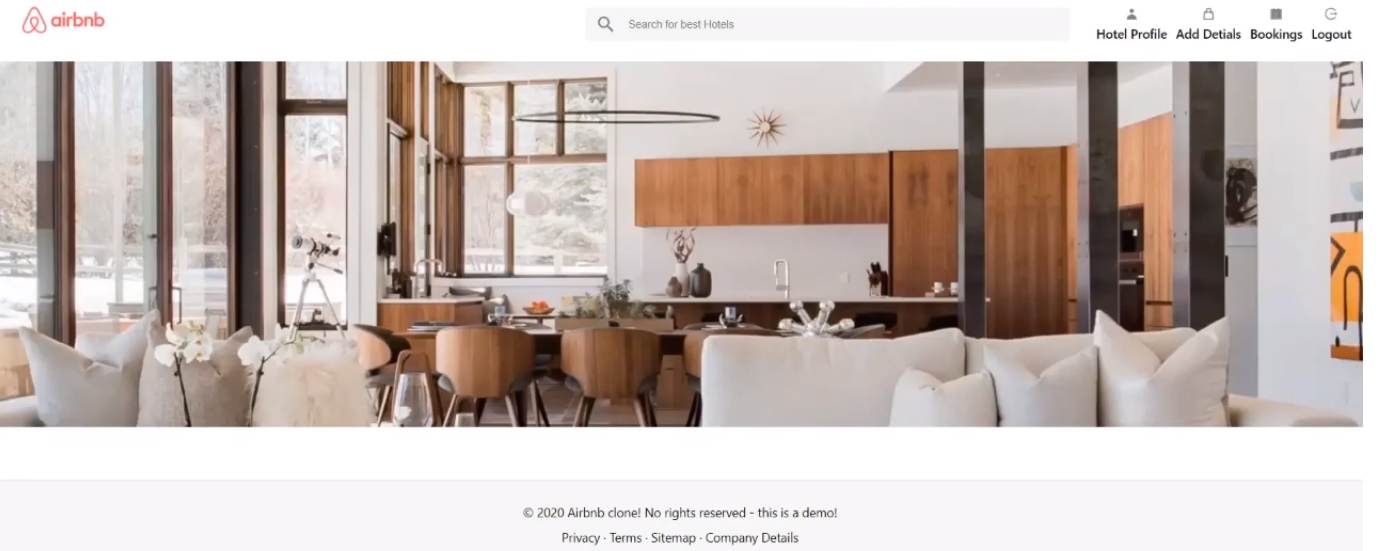 airbnb
Search for best Hotels
Hotel Profile Add Detials Bookings Logout
© 2020 Airbnb clone! No rights reserved - this is a demo!
Privacy · Terms · Sitemap · Company Details